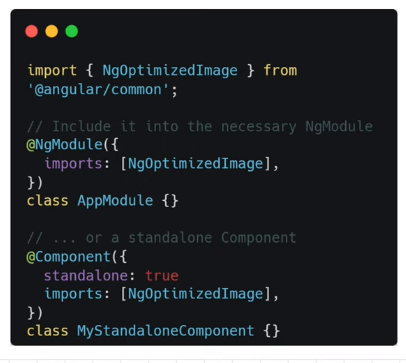 import { NgOptimizedImage } from
'@angular/common';
// Include it into the necessary NgModule
@NgModule({
  imports: [NgOptimizedImage],
})
class AppModule {}
// ... or a standalone Component
@Component({
  standalone: true
  imports: [NgOptimizedImage],
})
class MyStandaloneComponent {}